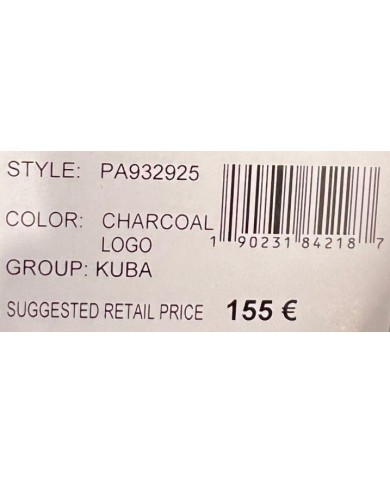 STYLE: PA932925
COLOR: CHARCOAL
LOGO
1 90231 84218 7
GROUP: KUBA
SUGGESTED RETAIL PRICE 155 €